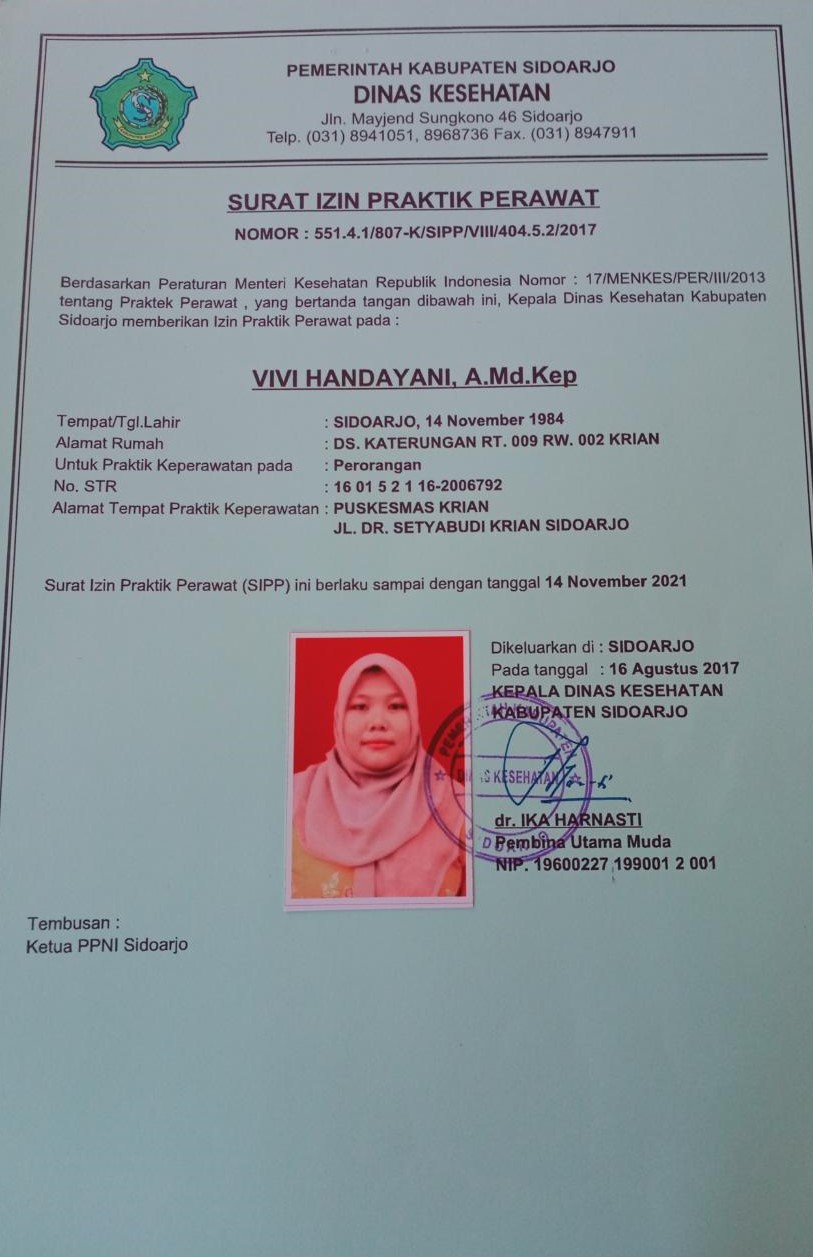 PEMERINTAH KABUPATEN SIDOARJO
DINAS KESEHATAN
Jln. Mayjend Sungkono 46 Sidoarjo
Telp. (031) 8941051, 8968736 Fax. (031) 8947911
SURAT IZIN PRAKTIK PERAWAT
NOMOR : 551.4.1/807-K/SIPP/VIII/404.5.2/2017
Berdasarkan Peraturan Menteri Kesehatan Republik Indonesia Nomor : 17/MENKES/PER/III/2013
tentang Praktek Perawat , yang bertanda tangan dibawah ini, Kepala Dinas Kesehatan Kabupaten
Sidoarjo memberikan Izin Praktik Perawat pada :
VIVI HANDAYANI, A.Md.Kep
Tempat/Tgl.Lahir : SIDOARJO, 14 November 1984
Alamat Rumah : DS. KATERUNGAN RT. 009 RW. 002 KRIAN
Untuk Praktik Keperawatan pada : Perorangan
No. STR : 16 01 5 2 1 16-2006792
Alamat Tempat Praktik Keperawatan : PUSKESMAS KRIAN
JL. DR. SETYABUDI KRIAN SIDOARJO
Surat Izin Praktik Perawat (SIPP) ini berlaku sampai dengan tanggal 14 November 2021
Dikeluarkan di : SIDOARJO
Pada tanggal : 16 Agustus 2017
KEPALA DINAS KESEHATAN
KABUPATEN SIDOARJO
KESEHATAN
dr. IKA HARNASTI
Pembina Utama Muda
NIP. 19600227 199001 2 001
Tembusan :
Ketua PPNI Sidoarjo